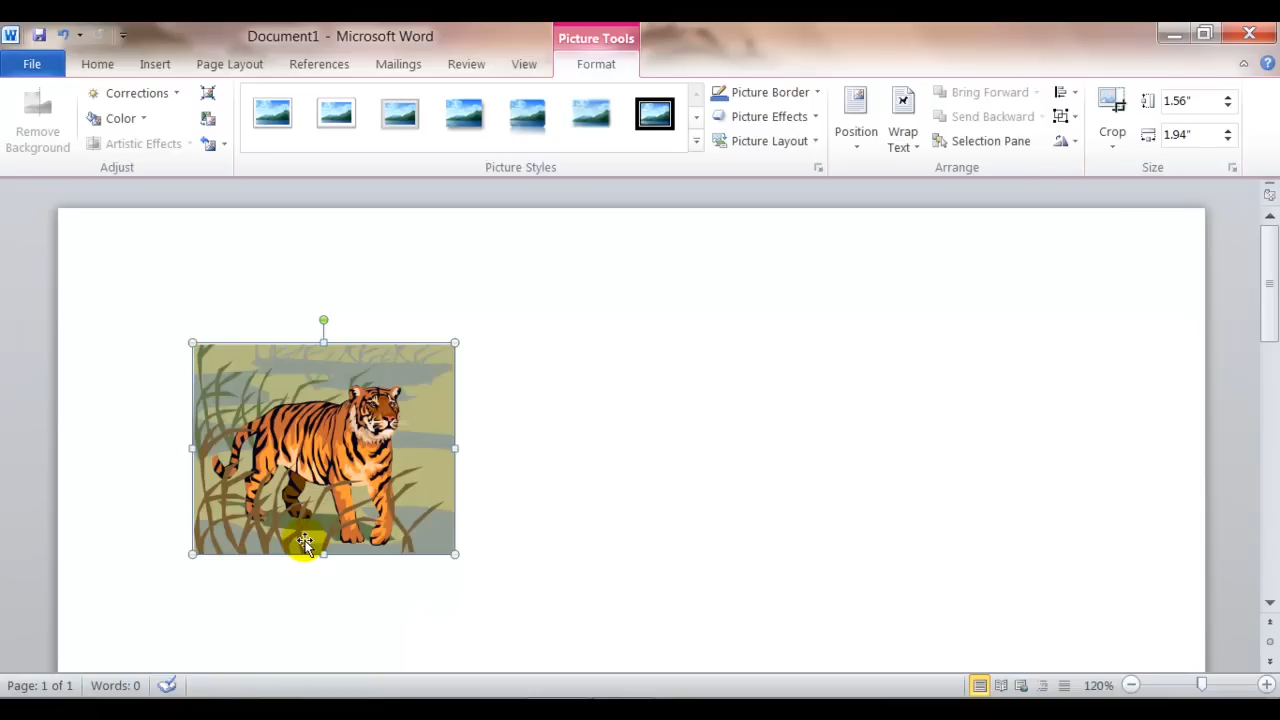 W Document1 - Microsoft Word Picture Tools
File Home Insert Page Layout References Mailings Review View Format
Remove Background
Corrections
Color
Artistic Effects
Adjust
Picture Styles
Picture Border
Picture Effects
Picture Layout
Position
Wrap Text
Bring Forward
Send Backward
Selection Pane
Arrange
Crop
1.56"
1.94"
Size
Page: 1 of 1 Words: 0 120%